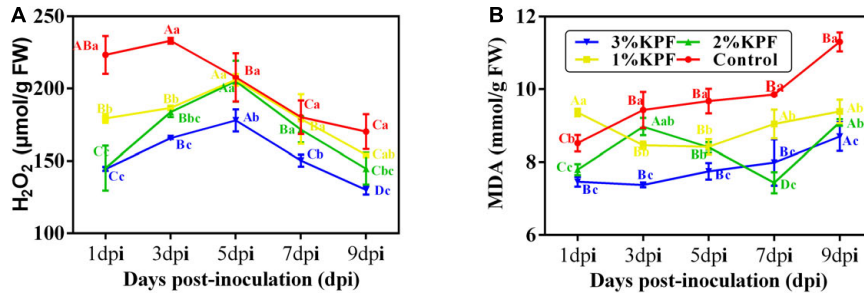 A
H₂O₂ (μmol/g FW)
250
200
150
100
ABa
Aa
Ba
Ca
Ca
Bb
Bb
Aa
Ba
Cab
Cc
Bbc
Aa
Ba
Cbc
Cc
Bc
Ab
Cb
Dc
1dpi 3dpi 5dpi 7dpi 9dpi
Days post-inoculation (dpi)
B
MDA (mmol/g FW)
12
10
8
6
3%KPF 2%KPF
1%KPF Control
Cb
Ba
Ba
Ba
Ba
Aa
Bb
Bb
Ab
Ab
Cc
Aab
Bb
Dc
Ab
Bc
Bc
Bc
Bc
Ac
1dpi 3dpi 5dpi 7dpi 9dpi
Days post-inoculation (dpi)